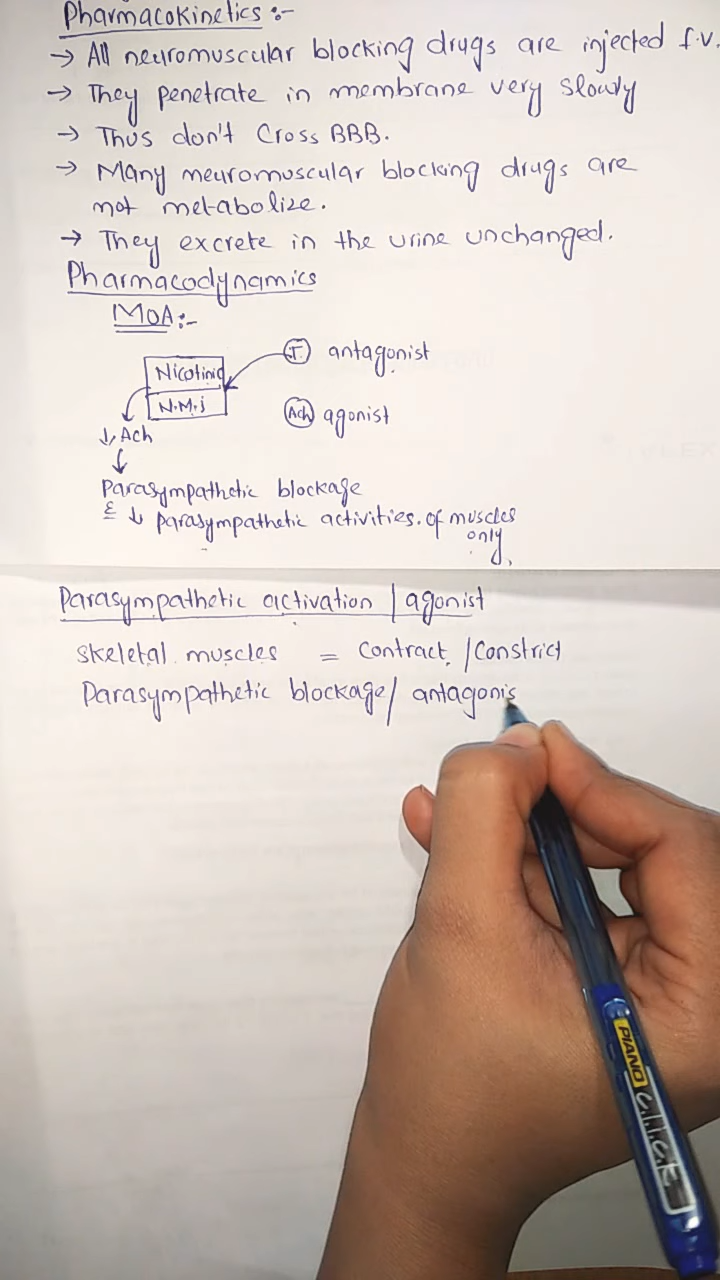 Pharmacokinetics :-
→ All neuromuscular blocking drugs are injected I.V.
→ They penetrate in membrane very slowly
→ Thus don't Cross BBB.
→ Many neuromuscular blocking drugs are
not metabolize.
→ They excrete in the urine unchanged.
Pharmacodynamics
MOA:-
T. antagonist
Nicotinic
N.M.j
Ach agonist
↓ Ach
↓
Parasympathetic blockage
& ↓ parasympathetic activities of muscles
only
Parasympathetic activation / agonist
Skeletal muscles = Contract / Constrict
Parasympathetic blockage / antagonis
PIANO
click